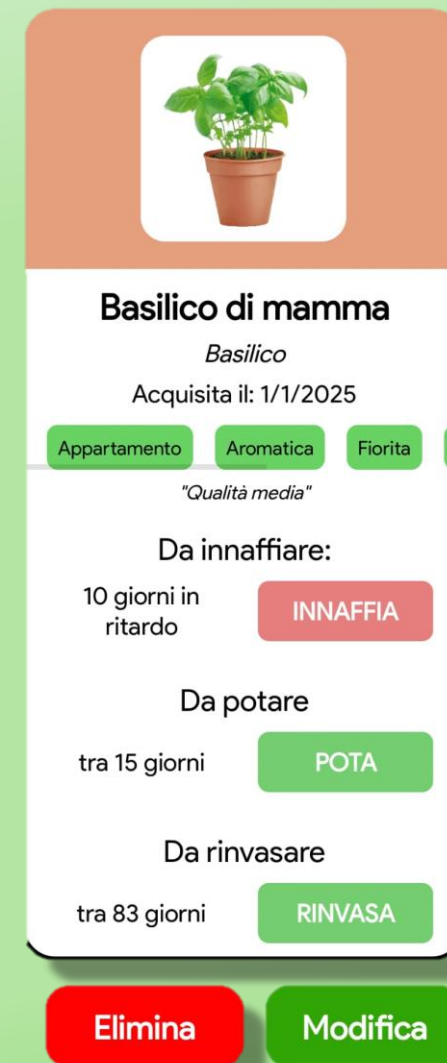 Basilico di mamma
Basilico
Acquisita il: 1/1/2025
Appartamento Aromatica Fiorita
"Qualità media"
Da innaffiare:
10 giorni in
ritardo
INNAFFIA
Da potare
tra 15 giorni
POTA
Da rinvasare
tra 83 giorni
RINVASA
Elimina
Modifica